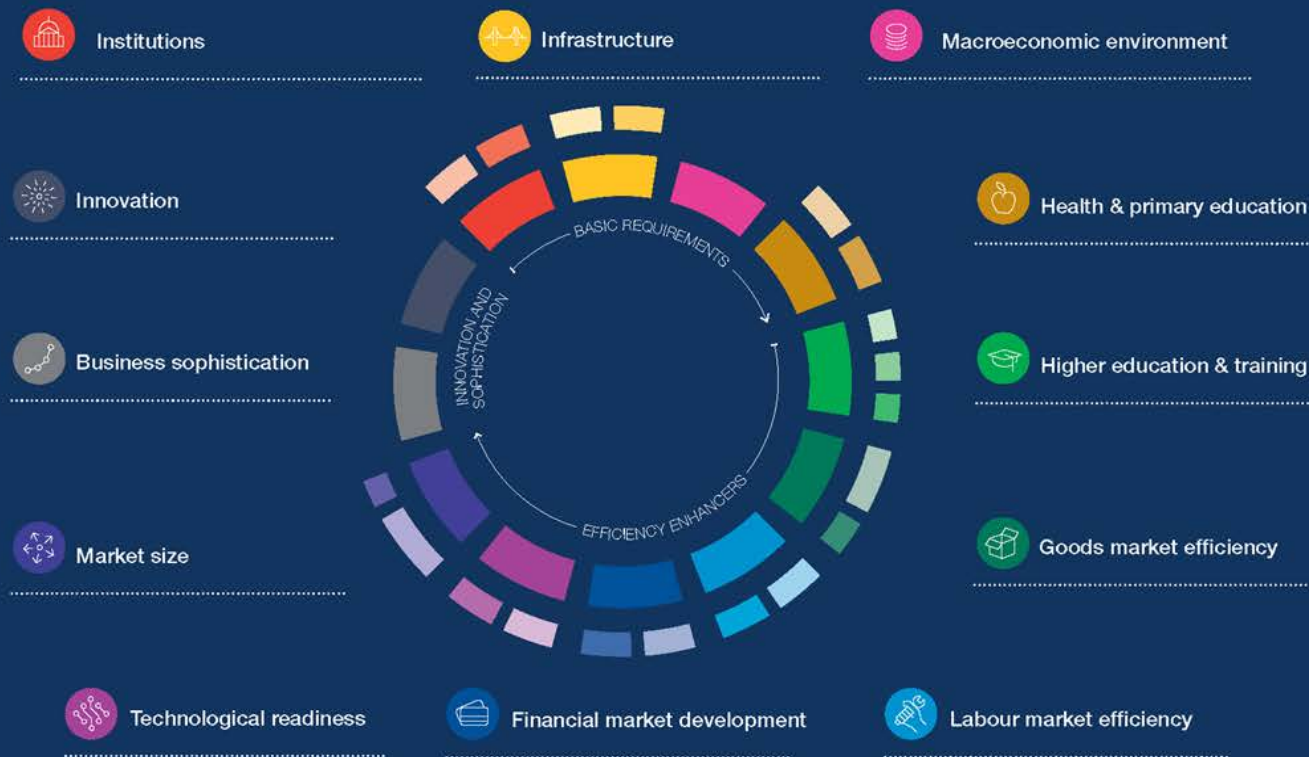 Institutions
Infrastructure
Macroeconomic environment
Innovation
Health & primary education
BASIC REQUIREMENTS
INNOVATION AND
SOPHISTICATION
Business sophistication
Higher education & training
EFFICIENCY ENHANCERS
Market size
Goods market efficiency
Technological readiness
Financial market development
Labour market efficiency